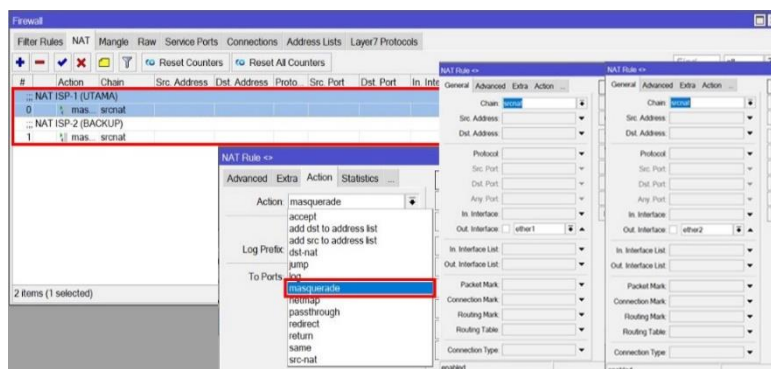 Firewall
Filter Rules NAT Mangle Raw Service Ports Connections Address Lists Layer7 Protocols
Reset Counters Reset All Counters
# Action Chain Src. Address Dst. Address Proto... Src. Port Dst. Port In. Inte
;;; NAT ISP-1 (UTAMA)
0 mas... srcnat
;;; NAT ISP-2 (BACKUP)
1 mas... srcnat
2 items (1 selected)
NAT Rule <>
Advanced Extra Action Statistics ...
Action: masquerade
accept
add dst to address list
add src to address list
Log Prefix: dst-nat
jump
To Ports: log
masquerade
netmap
passthrough
redirect
return
same
src-nat
NAT Rule <>
General Advanced Extra Action ...
Chain: srcnat
Src. Address:
Dst. Address:
Protocol:
Src. Port:
Dst. Port:
Any. Port:
In. Interface:
Out. Interface: ether1
In. Interface List:
Out. Interface List:
Packet Mark:
Connection Mark:
Routing Mark:
Routing Table:
Connection Type:
enabled
NAT Rule <>
General Advanced Extra Action ...
Chain: srcnat
Src. Address:
Dst. Address:
Protocol:
Src. Port:
Dst. Port:
Any. Port:
In. Interface:
Out. Interface: ether2
In. Interface List:
Out. Interface List:
Packet Mark:
Connection Mark:
Routing Mark:
Routing Table:
Connection Type: